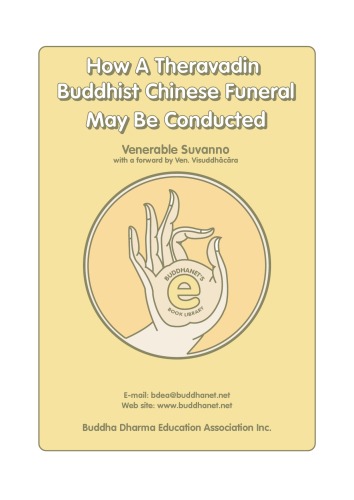 How A Theravadin
Buddhist Chinese Funeral
May Be Conducted
Venerable Suvanno
with a forward by Ven. Visuddhācāra
BUDDHANET'S
e
BOOK LIBRARY
E-mail: bdea@buddhanet.net
Web site: www.buddhanet.net
Buddha Dharma Education Association Inc.